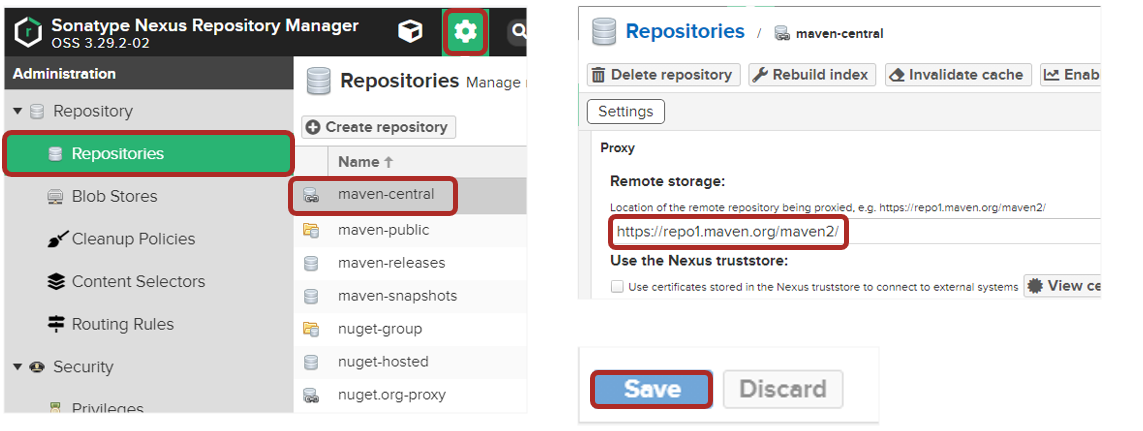 Sonatype Nexus Repository Manager
OSS 3.29.2-02
Administration
Repository
Repositories
Blob Stores
Cleanup Policies
Content Selectors
Routing Rules
Security
Privileges
Repositories Manage
Create repository
Name
maven-central
maven-public
maven-releases
maven-snapshots
nuget-group
nuget-hosted
nuget.org-proxy
Repositories / maven-central
Delete repository Rebuild index Invalidate cache Enab
Settings
Proxy
Remote storage:
Location of the remote repository being proxied, e.g. https://repo1.maven.org/maven2/
https://repo1.maven.org/maven2/
Use the Nexus truststore:
Use certificates stored in the Nexus truststore to connect to external systems View ce
Save Discard